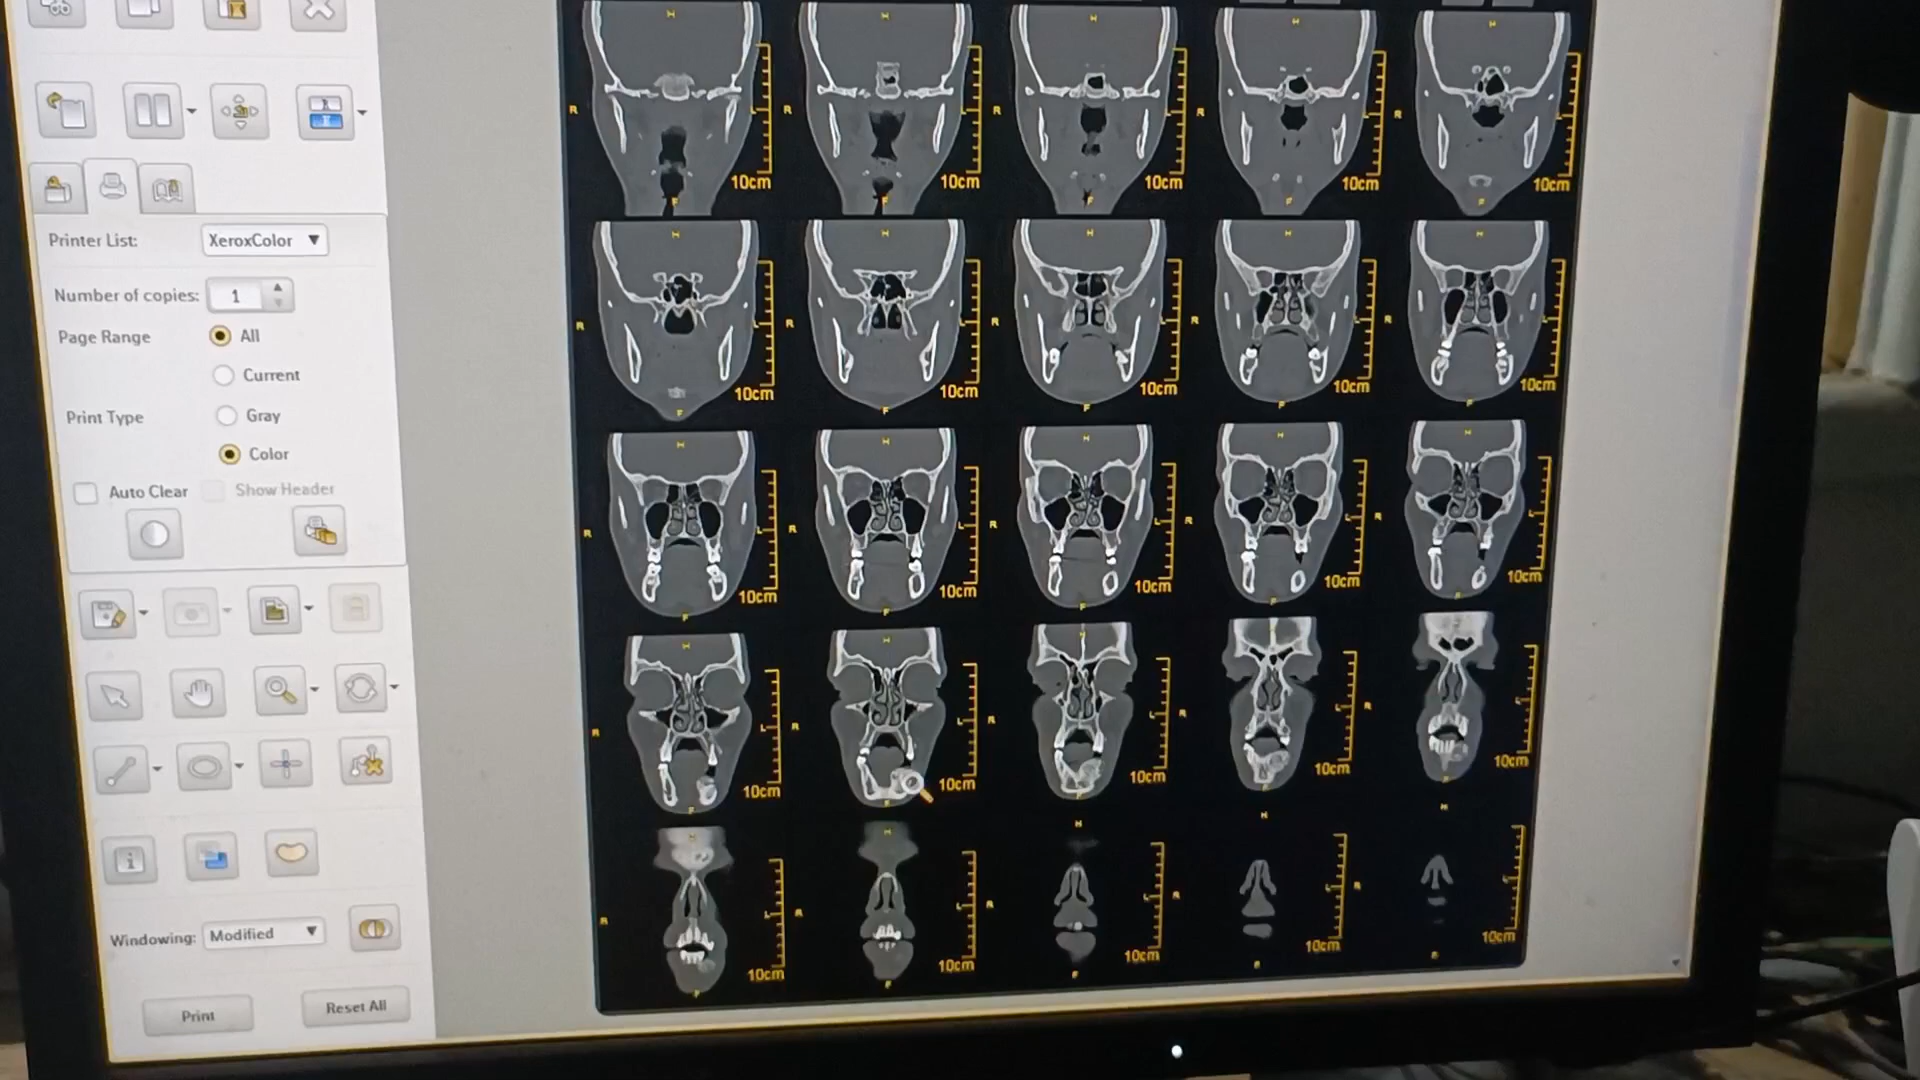 Printer List: XeroxColor
Number of copies: 1
Page Range All
Current
Print Type Gray
Color
Auto Clear Show Header
Windowing: Modified
Print Reset All
H H H H H
R R R R R
10cm 10cm 10cm 10cm 10cm
F F F F F
H H H H H
R R R R R
L L L L L
10cm 10cm 10cm 10cm 10cm
F F F F F
H H H H H
R R R R R
L L L L L
10cm 10cm 10cm 10cm 10cm
F F F F F
H H H H H
R R R R R
L L L L L
10cm 10cm 10cm 10cm 10cm
F F F F F
H H H H H
R R R R R
L L L L L
10cm 10cm 10cm 10cm 10cm
F F F F F